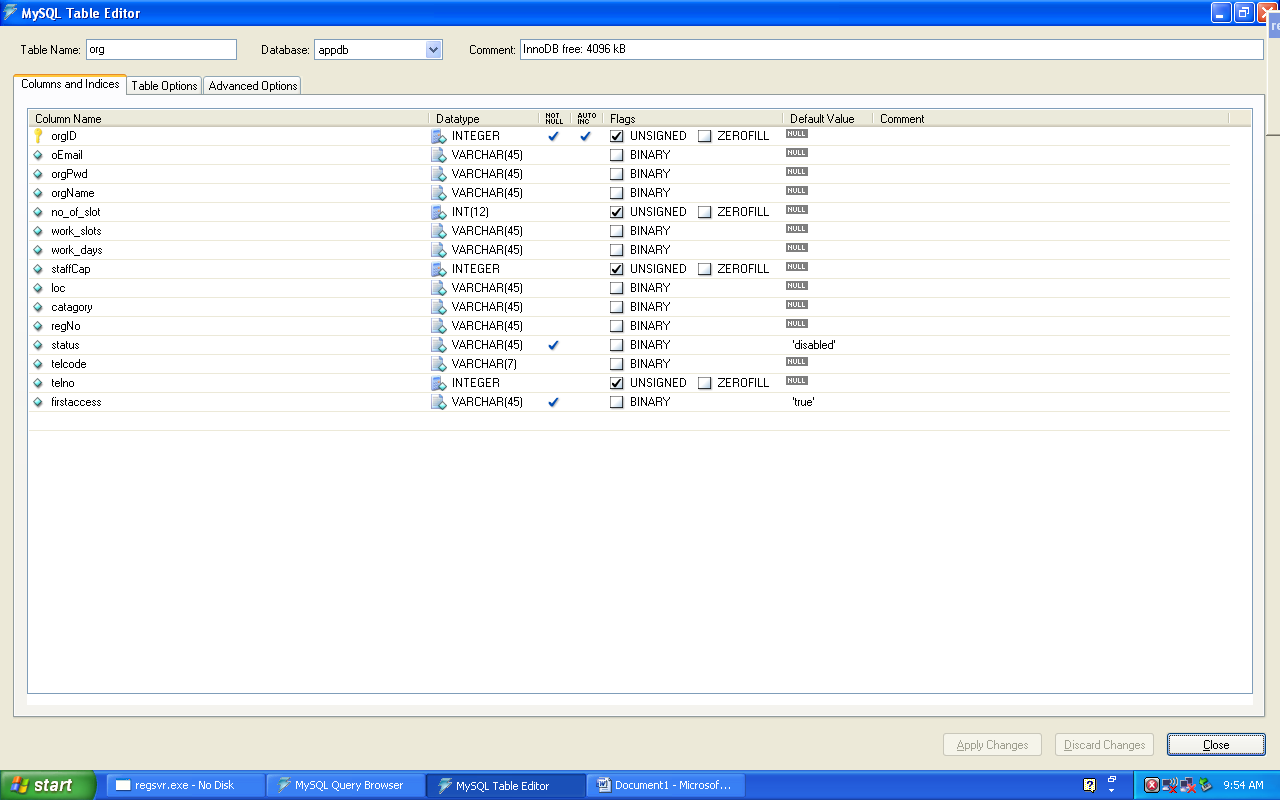 MySQL Table Editor
Table Name: org Database: appdb Comment: InnoDB free: 4096 kB
Columns and Indices Table Options Advanced Options
Column Name Datatype NOT NULL AUTO INC Flags Default Value Comment
orgID INTEGER UNSIGNED ZEROFILL NULL
oEmail VARCHAR(45) BINARY NULL
orgPwd VARCHAR(45) BINARY NULL
orgName VARCHAR(45) BINARY NULL
no_of_slot INT(12) UNSIGNED ZEROFILL NULL
work_slots VARCHAR(45) BINARY NULL
work_days VARCHAR(45) BINARY NULL
staffCap INTEGER UNSIGNED ZEROFILL NULL
loc VARCHAR(45) BINARY NULL
catagory VARCHAR(45) BINARY NULL
regNo VARCHAR(45) BINARY NULL
status VARCHAR(45) BINARY 'disabled'
telcode VARCHAR(7) BINARY NULL
telno INTEGER UNSIGNED ZEROFILL NULL
firstaccess VARCHAR(45) BINARY 'true'
Apply Changes Discard Changes Close
start regsvr.exe - No Disk MySQL Query Browser MySQL Table Editor Document1 - Microsof... 9:54 AM